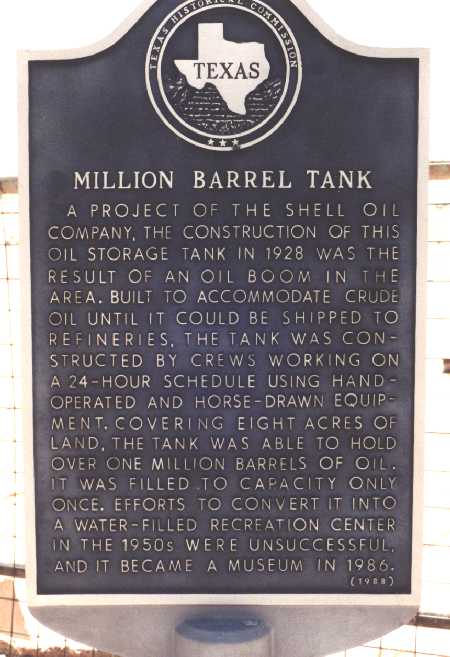 TEXAS HISTORICAL COMMISSION
TEXAS
MILLION BARREL TANK
A PROJECT OF THE SHELL OIL
COMPANY, THE CONSTRUCTION OF THIS
OIL STORAGE TANK IN 1928 WAS THE
RESULT OF AN OIL BOOM IN THE
AREA. BUILT TO ACCOMMODATE CRUDE
OIL UNTIL IT COULD BE SHIPPED TO
REFINERIES, THE TANK WAS CON-
STRUCTED BY CREWS WORKING ON
A 24-HOUR SCHEDULE USING HAND-
OPERATED AND HORSE-DRAWN EQUIP-
MENT. COVERING EIGHT ACRES OF
LAND, THE TANK WAS ABLE TO HOLD
OVER ONE MILLION BARRELS OF OIL.
IT WAS FILLED TO CAPACITY ONLY
ONCE. EFFORTS TO CONVERT IT INTO
A WATER-FILLED RECREATION CENTER
IN THE 1950s WERE UNSUCCESSFUL,
AND IT BECAME A MUSEUM IN 1986.
(1988)